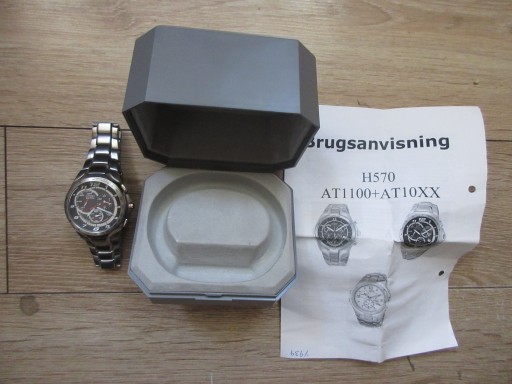 Brugsanvisning
H570
AT1100+AT10XX